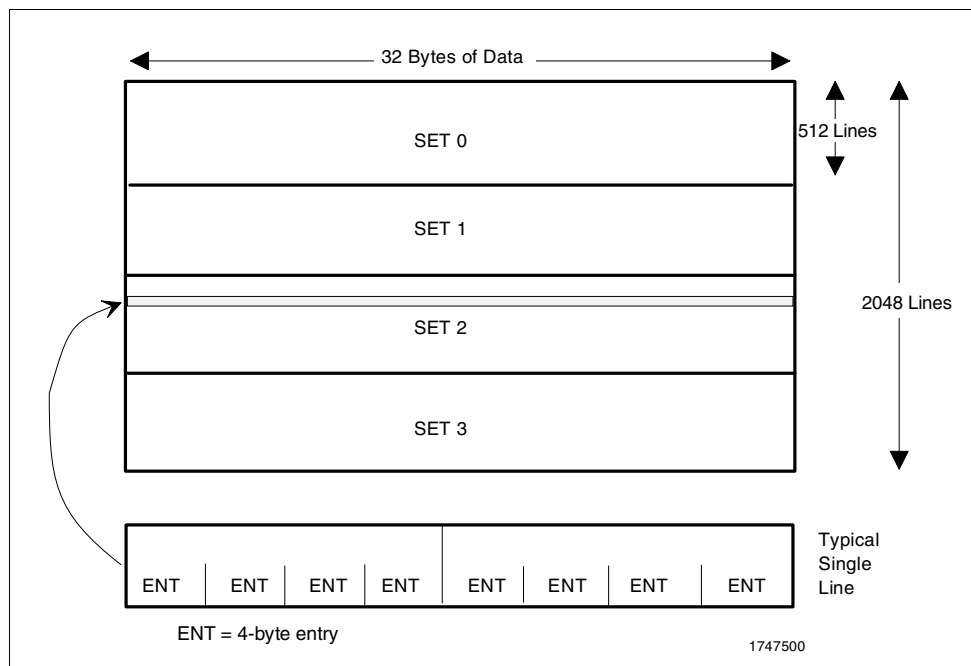 32 Bytes of Data
SET 0
512 Lines
SET 1
2048 Lines
SET 2
SET 3
Typical
Single
Line
ENT ENT ENT ENT ENT ENT ENT ENT
ENT = 4-byte entry
1747500